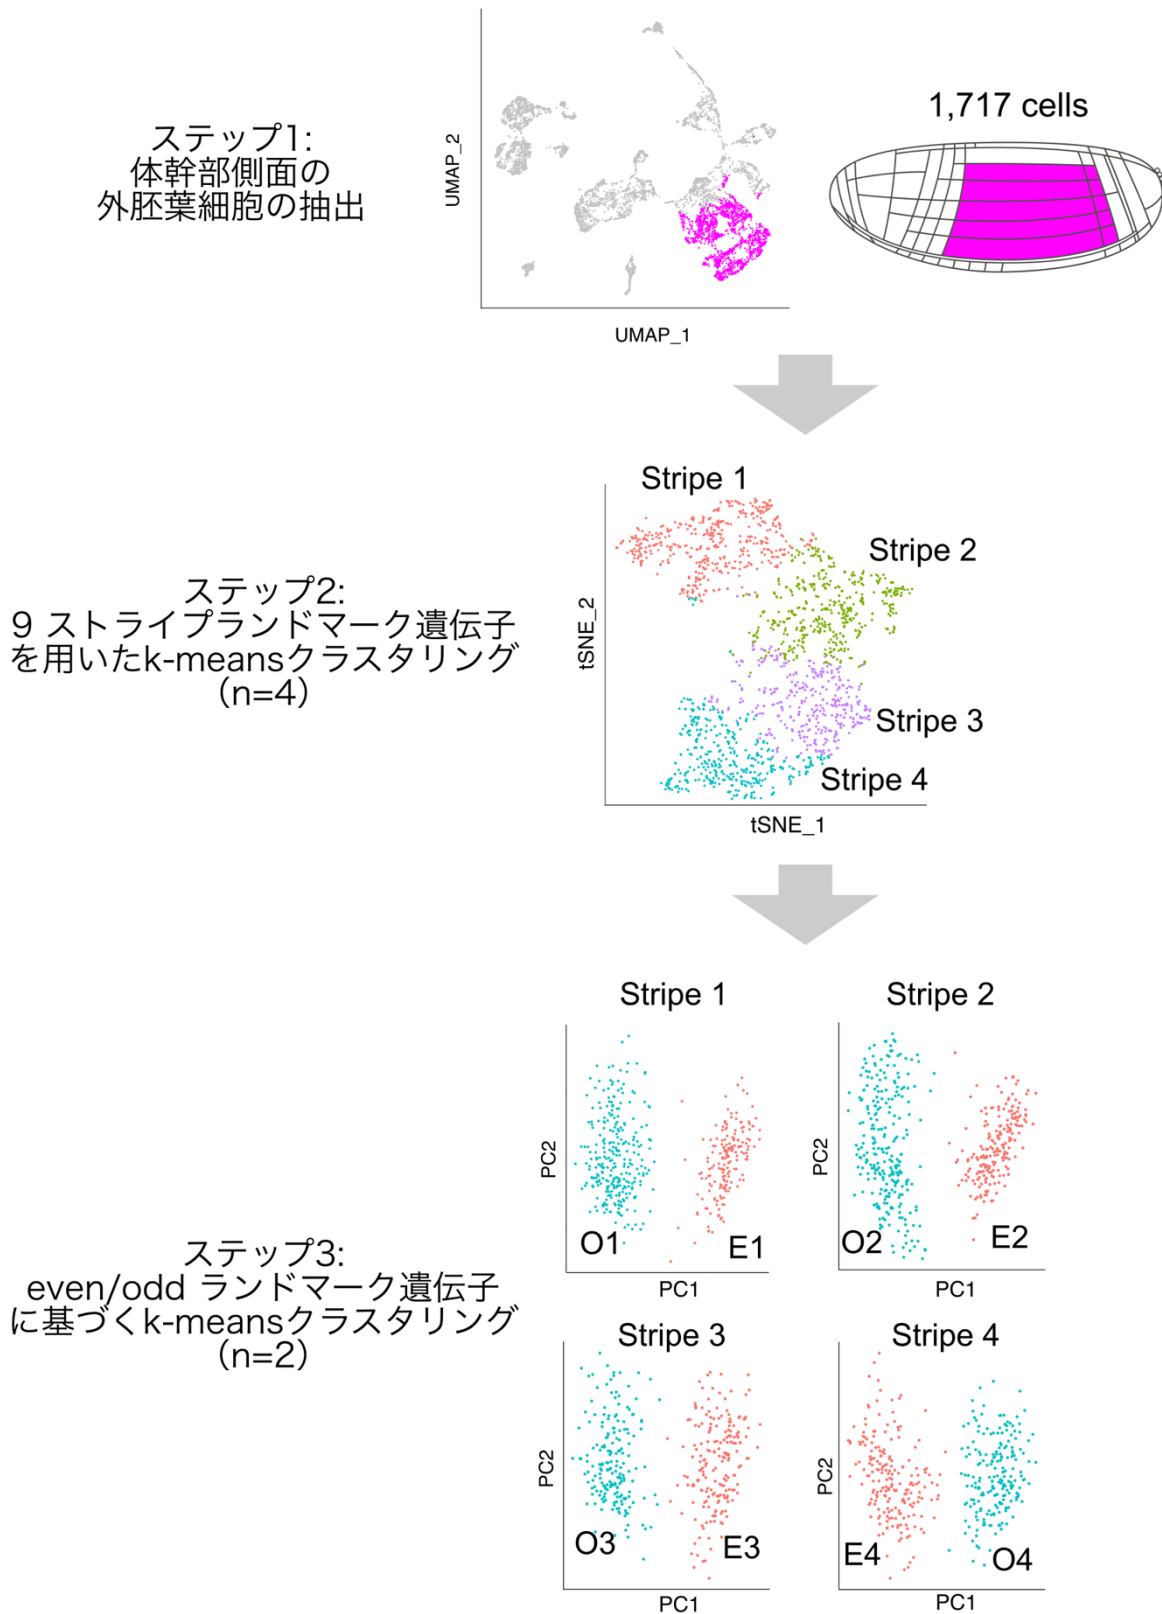 ステップ1:
体幹部側面の
外胚葉細胞の抽出
UMAP_2
UMAP_1
1,717 cells
ステップ2:
9 ストライプランドマーク遺伝子
を用いたk-meansクラスタリング
（n=4）
Stripe 1
Stripe 2
Stripe 3
Stripe 4
tSNE_2
tSNE_1
ステップ3:
even/odd ランドマーク遺伝子
に基づくk-meansクラスタリング
（n=2）
Stripe 1
PC2
O1
E1
PC1
Stripe 2
PC2
O2
E2
PC1
Stripe 3
PC2
O3
E3
PC1
Stripe 4
PC2
E4
O4
PC1